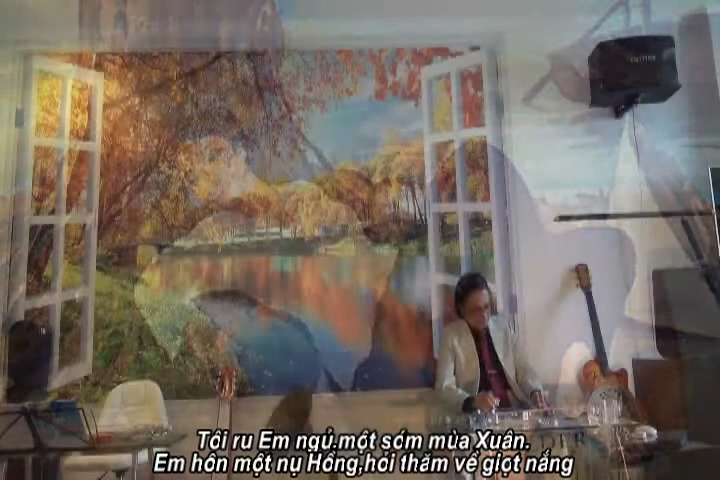 Tôi ru Em ngủ.một sớm mùa Xuân.
Em hôn một nụ Hồng,hỏi thăm về giọt nắng